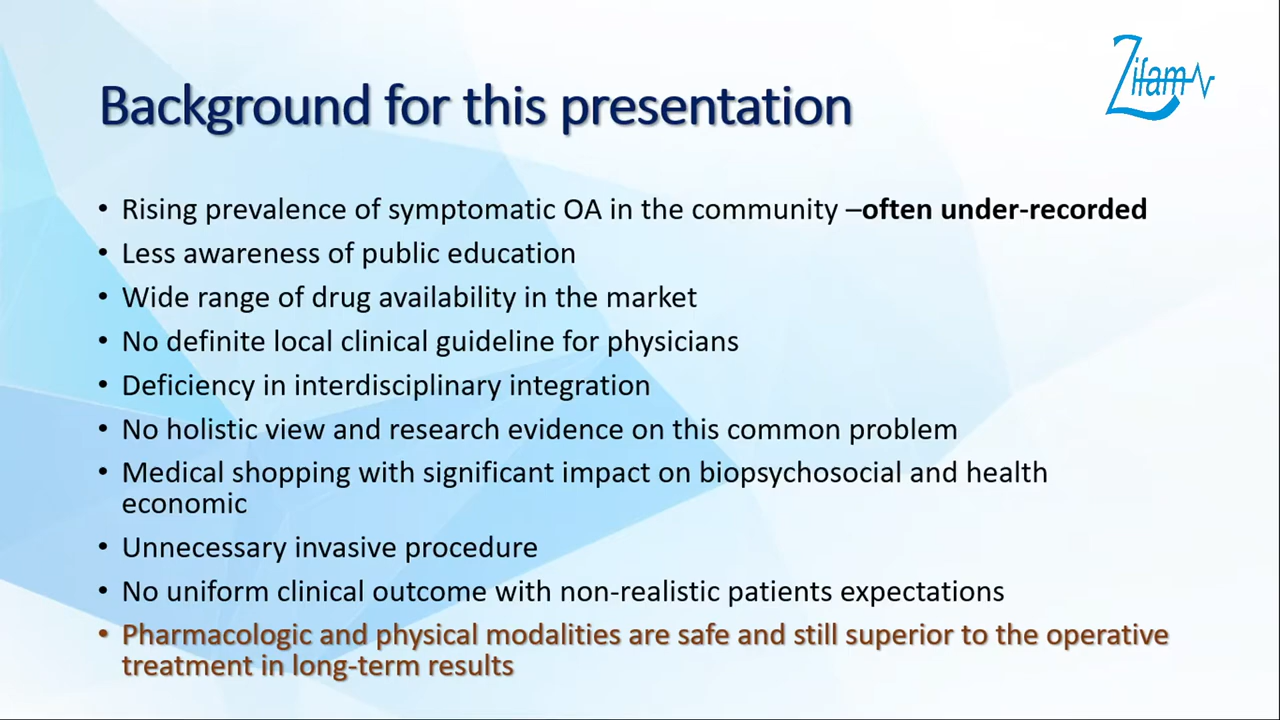 Zifam
Background for this presentation
• Rising prevalence of symptomatic OA in the community –often under-recorded
• Less awareness of public education
• Wide range of drug availability in the market
• No definite local clinical guideline for physicians
• Deficiency in interdisciplinary integration
• No holistic view and research evidence on this common problem
• Medical shopping with significant impact on biopsychosocial and health
economic
• Unnecessary invasive procedure
• No uniform clinical outcome with non-realistic patients expectations
• Pharmacologic and physical modalities are safe and still superior to the operative
treatment in long-term results